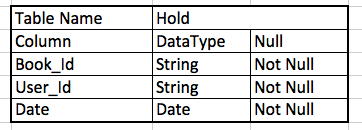 Table Name Hold
Column DataType Null
Book_Id String Not Null
User_Id String Not Null
Date Date Not Null